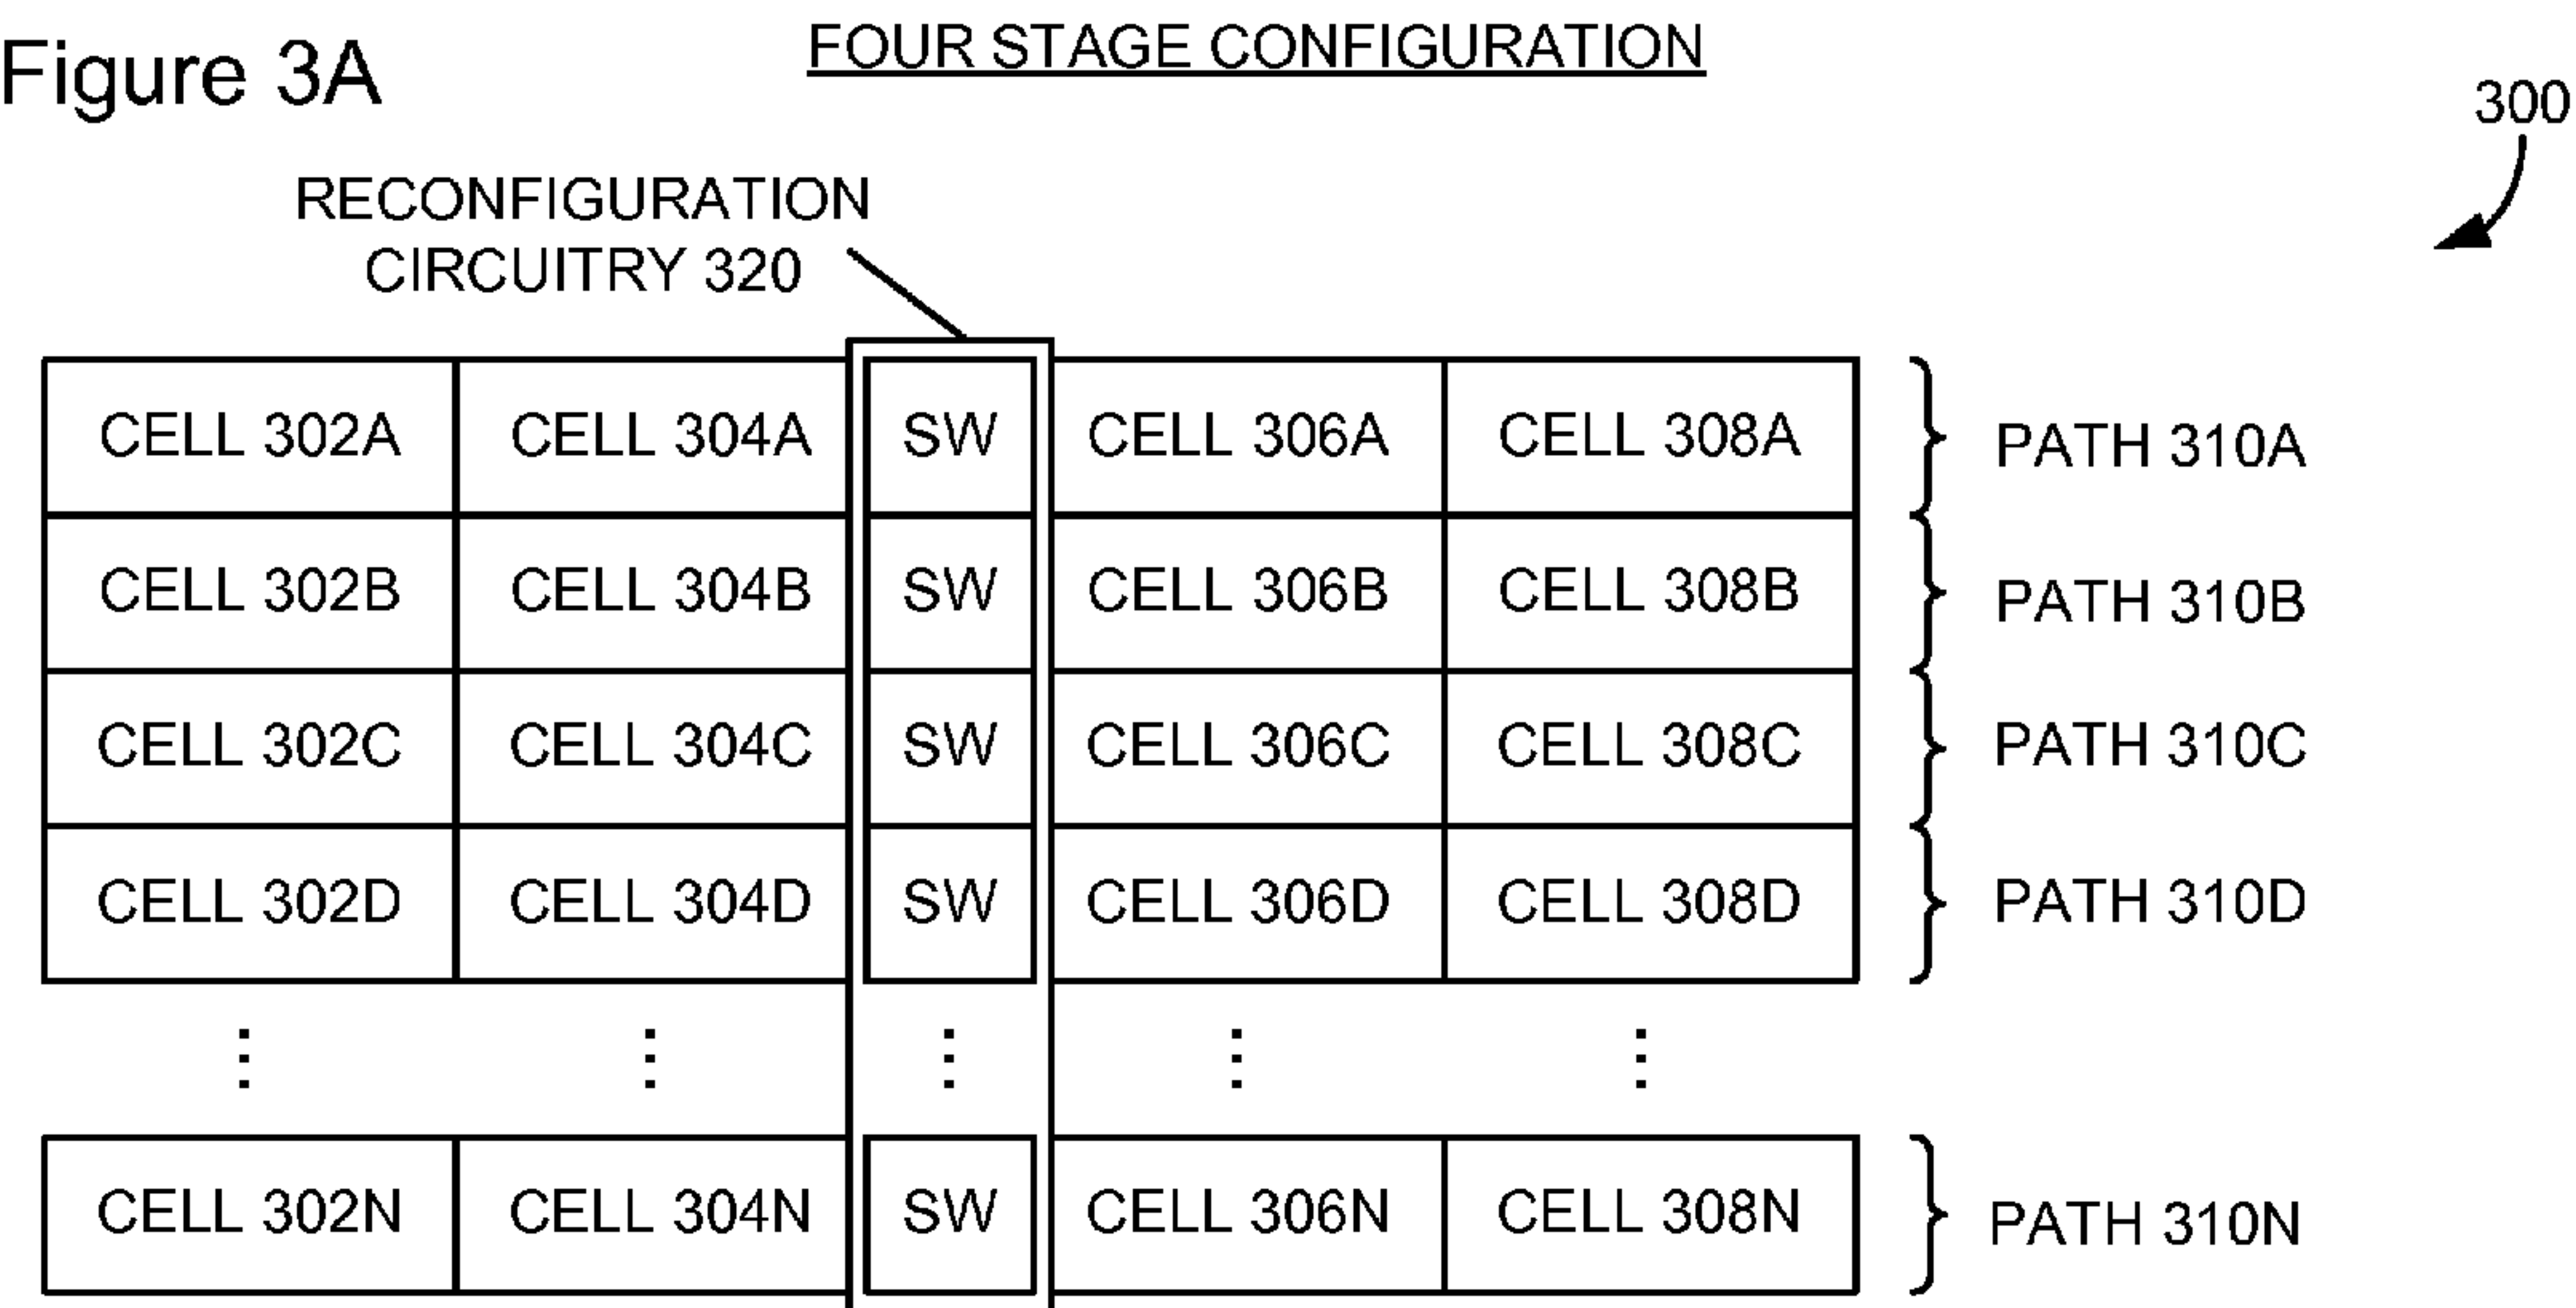 Figure 3A
FOUR STAGE CONFIGURATION
300
RECONFIGURATION
CIRCUITRY 320
CELL 302A CELL 304A SW CELL 306A CELL 308A PATH 310A
CELL 302B CELL 304B SW CELL 306B CELL 308B PATH 310B
CELL 302C CELL 304C SW CELL 306C CELL 308C PATH 310C
CELL 302D CELL 304D SW CELL 306D CELL 308D PATH 310D
CELL 302N CELL 304N SW CELL 306N CELL 308N PATH 310N